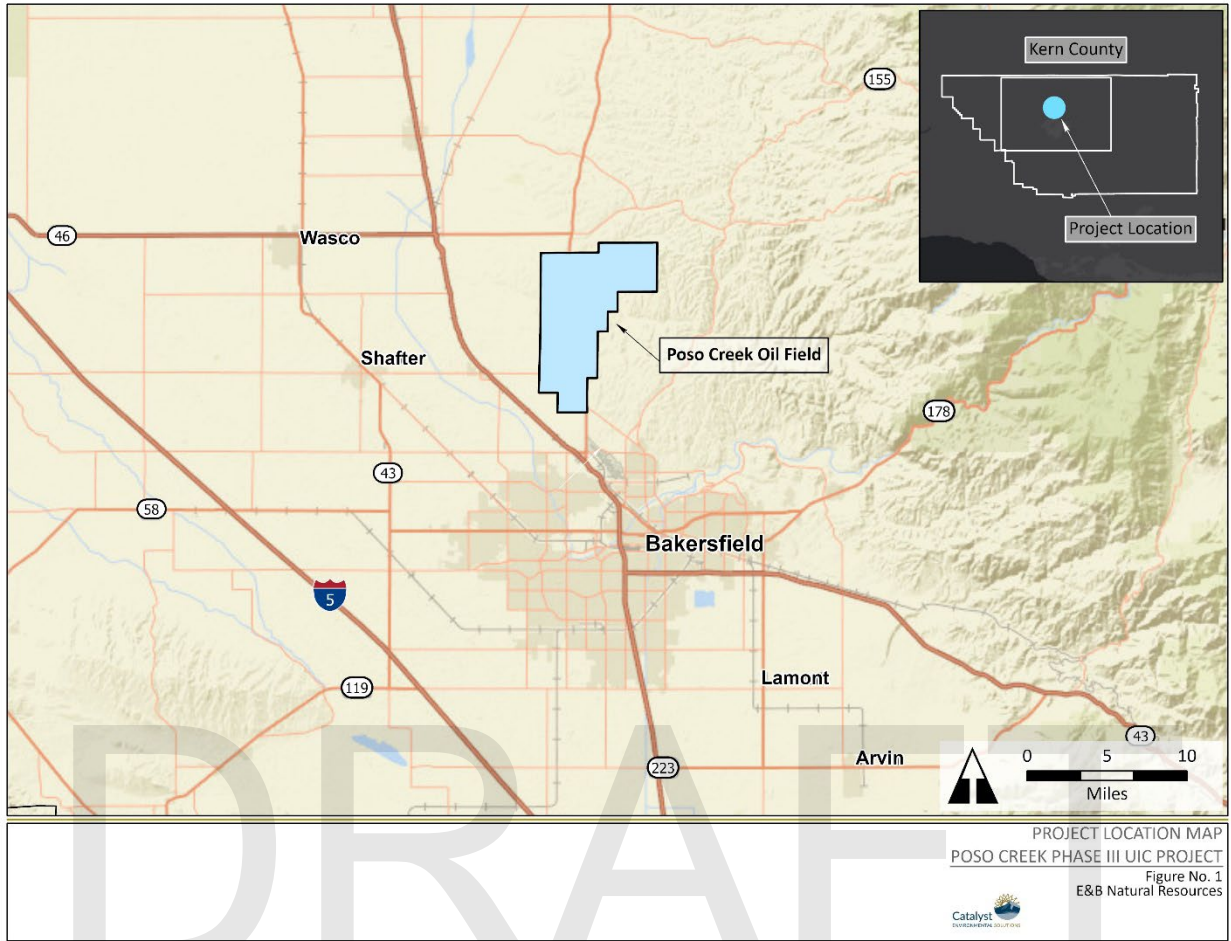 Kern County
Project Location
155
46
Wasco
Shafter
Poso Creek Oil Field
178
43
58
Bakersfield
5
119
Lamont
43
223
Arvin
0 5 10
Miles
DRAFT
PROJECT LOCATION MAP
POSO CREEK PHASE III UIC PROJECT
Figure No. 1
E&B Natural Resources
Catalyst
ENVIRONMENTAL SOLUTIONS